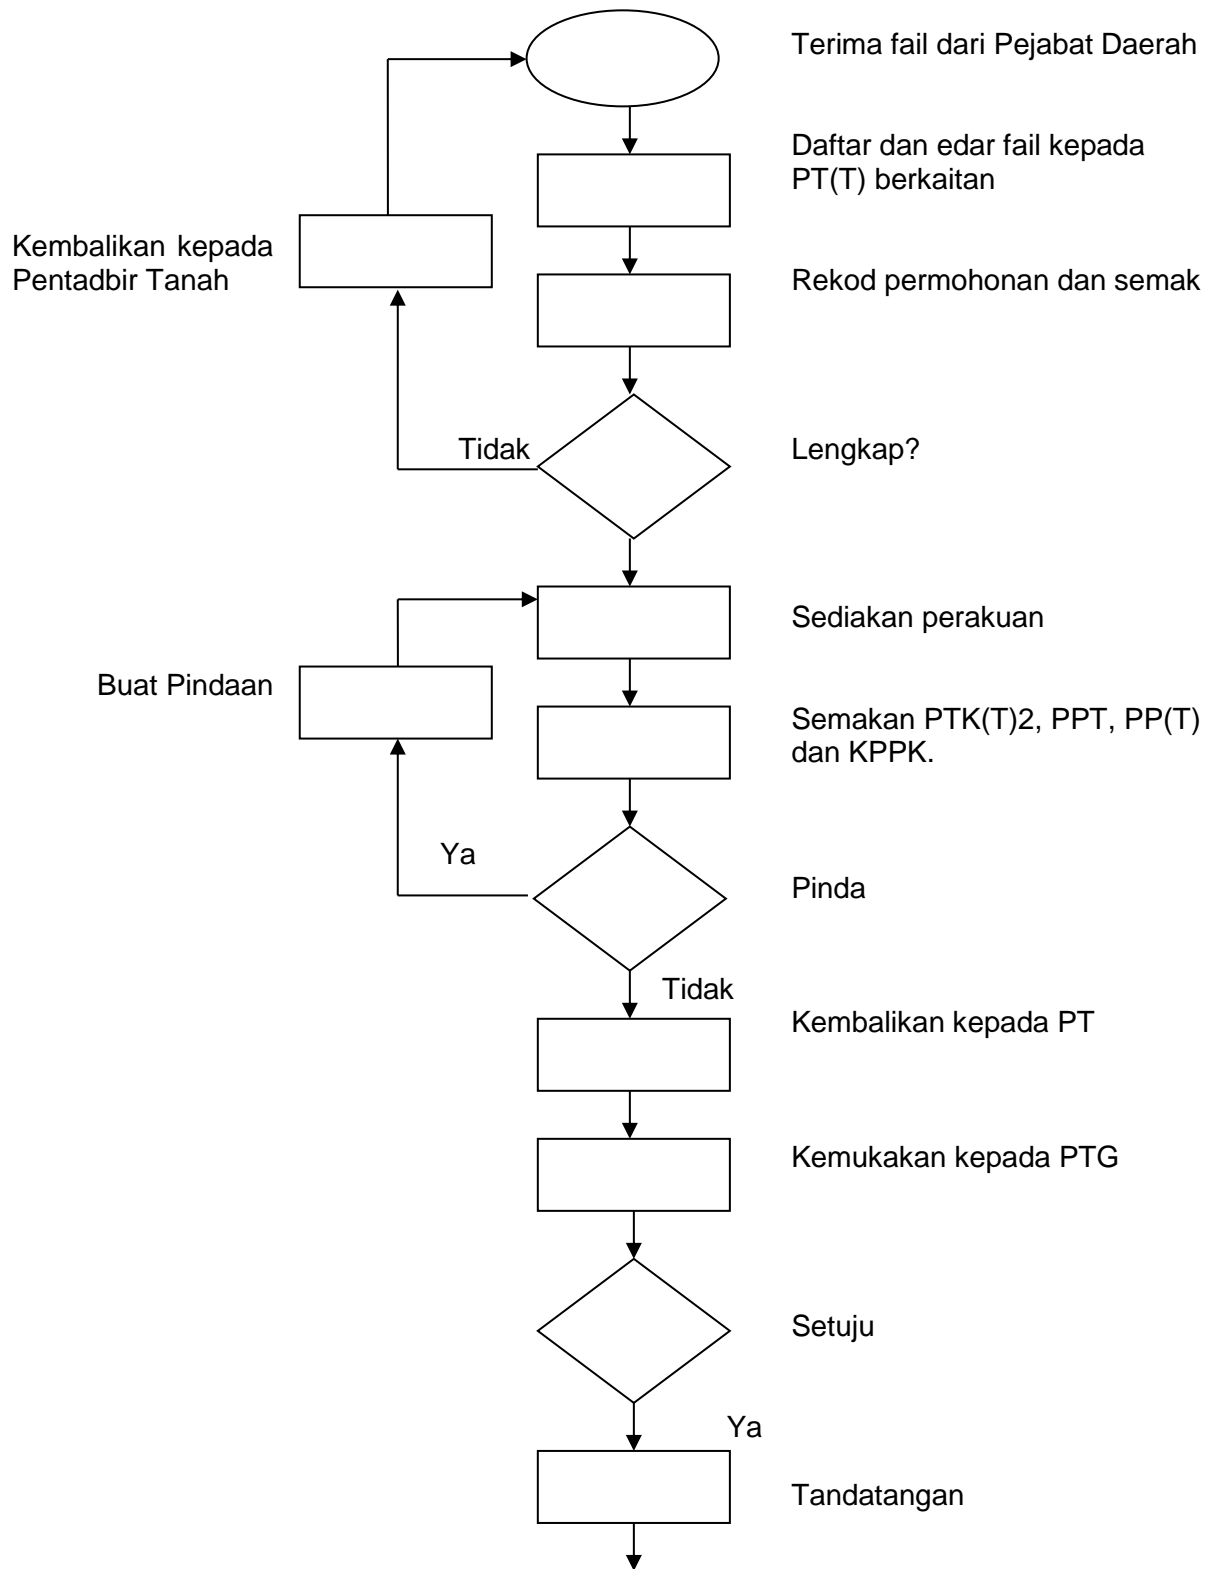 Terima fail dari Pejabat Daerah
Daftar dan edar fail kepada
PT(T) berkaitan
Kembalikan kepada
Pentadbir Tanah
Rekod permohonan dan semak
Tidak
Lengkap?
Sediakan perakuan
Buat Pindaan
Semakan PTK(T)2, PPT, PP(T)
dan KPPK.
Ya
Pinda
Tidak
Kembalikan kepada PT
Kemukakan kepada PTG
Setuju
Ya
Tandatangan